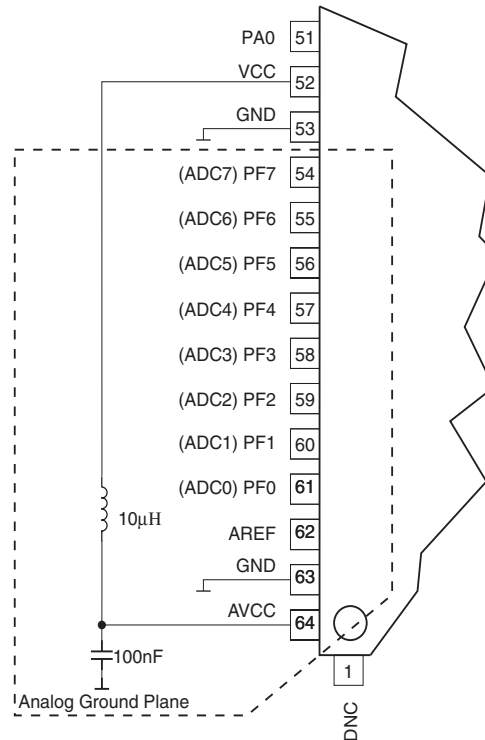 PA0 51
VCC 52
GND 53
(ADC7) PF7 54
(ADC6) PF6 55
(ADC5) PF5 56
(ADC4) PF4 57
(ADC3) PF3 58
(ADC2) PF2 59
(ADC1) PF1 60
(ADC0) PF0 61
10μH
AREF 62
GND 63
AVCC 64
100nF
1
Analog Ground Plane
DNC